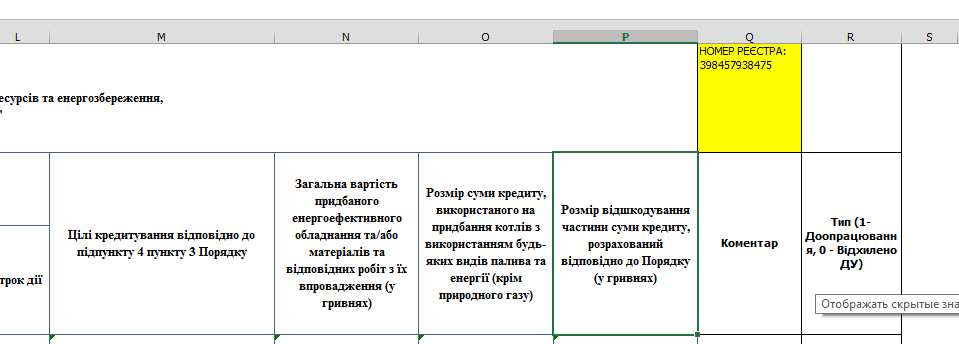 L M N O P Q R S
НОМЕР РЕЄСТРА:
398457938475
есурсів та енергозбереження,
"
трок дії
Цілі кредитування відповідно до
підпункту 4 пункту 3 Порядку
Загальна вартість
придбаного
енергоефективного
обладнання та/або
матеріалів та
відповідних робіт з їх
впровадження (у
гривнях)
Розмір суми кредиту,
використаного на
придбання котлів з
використанням будь-
яких видів палива та
енергії (крім
природного газу)
Розмір відшкодування
частини суми кредиту,
розрахований
відповідно до Порядку
(у гривнях)
Коментар
Тип (1-
Доопрацюванн
я, 0 - Відхилено
ДУ)
Отображать скрытые зна